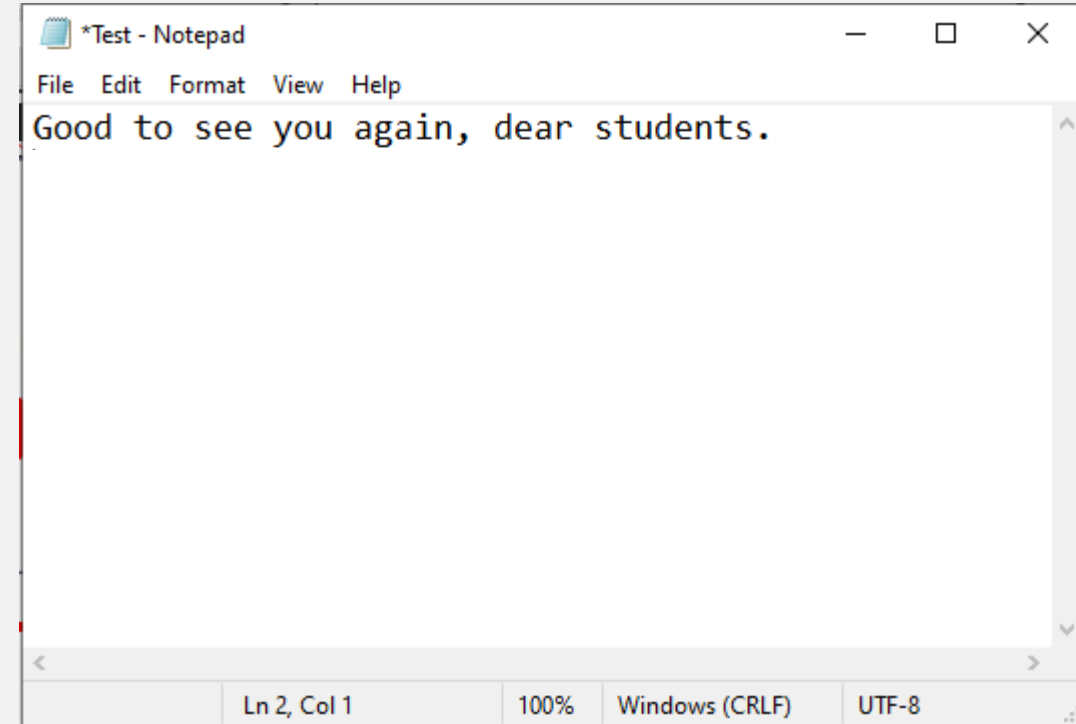 *Test - Notepad
File Edit Format View Help
Good to see you again, dear students.
Ln 2, Col 1 100% Windows (CRLF) UTF-8